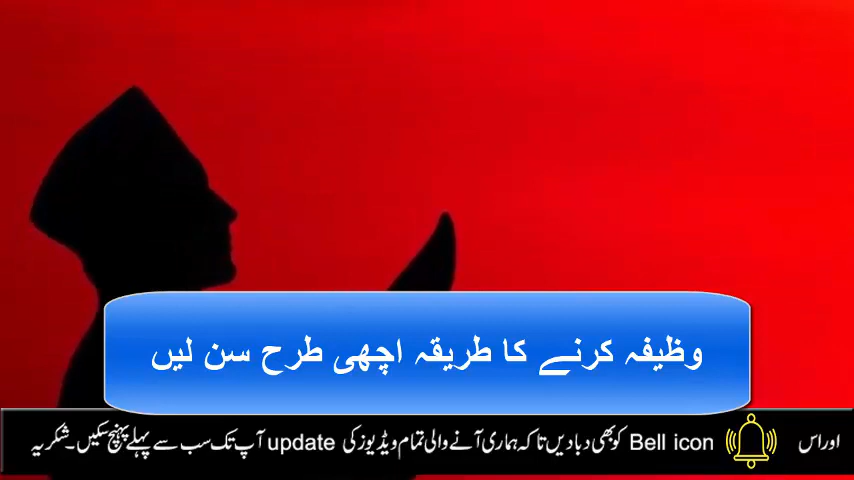 وظیفہ کرنے کا طریقہ اچھی طرح سن لیں
اور اس Bell icon کو بھی دبا دیں تاکہ ہماری آنے والی تمام ویڈیوز کی update آپ تک سب سے پہلے پہنچ سکیں۔ شکریہ